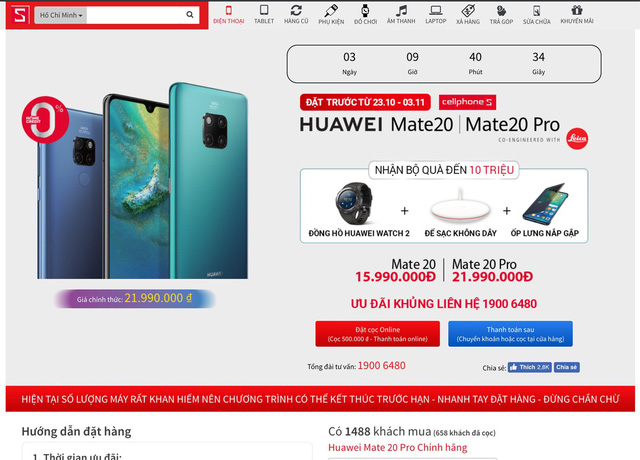 S
Hồ Chí Minh
ĐIỆN THOẠI
TABLET
HÀNG CŨ
PHỤ KIỆN
ĐỒ CHƠI
ÂM THANH
LAPTOP
XẢ HÀNG
TRẢ GÓP
SỬA CHỮA
KHUYẾN MÃI
03 09 40 34
Ngày Giờ Phút Giây
ĐẶT TRƯỚC TỪ 23.10 - 03.11 cellphoneS
HUAWEI Mate20 | Mate20 Pro
CO-ENGINEERED WITH Leica
HOME CREDIT 0%
NHẬN BỘ QUÀ ĐẾN 10 TRIỆU
+ +
ĐỒNG HỒ HUAWEI WATCH 2 ĐẾ SẠC KHÔNG DÂY ỐP LƯNG NẮP GẬP
HUAWEI
Mate 20 | Mate 20 Pro
15.990.000Đ | 21.990.000Đ
Giá chính thức: 21.990.000 ₫
ƯU ĐÃI KHỦNG LIÊN HỆ 1900 6480
Đặt cọc Online
(Cọc 500.000 đ - Thanh toán online)
Thanh toán sau
(Chuyển khoản hoặc cọc tại cửa hàng)
Tổng đài tư vấn: 1900 6480
Chia sẻ: Thích 2,8K Chia sẻ
HIỆN TẠI SỐ LƯỢNG MÁY RẤT KHAN HIẾM NÊN CHƯƠNG TRÌNH CÓ THỂ KẾT THÚC TRƯỚC HẠN - NHANH TAY ĐẶT HÀNG - ĐỪNG CHẦN CHỪ
Hướng dẫn đặt hàng
1. Thời gian ưu đãi:
Có 1488 khách mua (658 khách đã cọc)
Huawei Mate 20 Pro Chính hãng